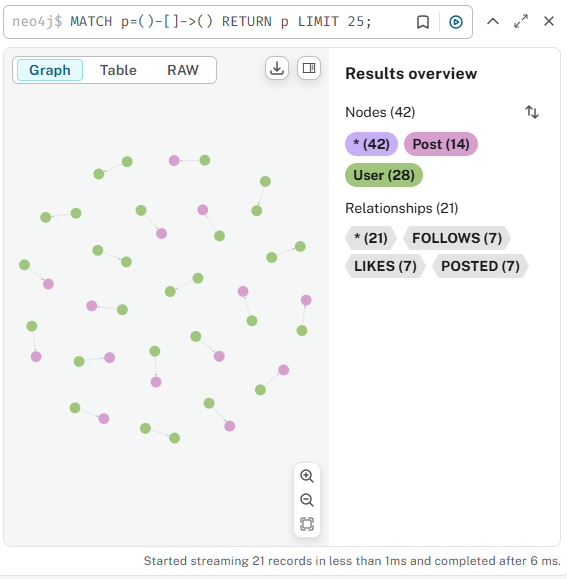 neo4j$ MATCH p=()-[]->() RETURN p LIMIT 25;
Graph Table RAW
Results overview
Nodes (42)
* (42) Post (14)
User (28)
Relationships (21)
* (21) FOLLOWS (7)
LIKES (7) POSTED (7)
Started streaming 21 records in less than 1ms and completed after 6 ms.